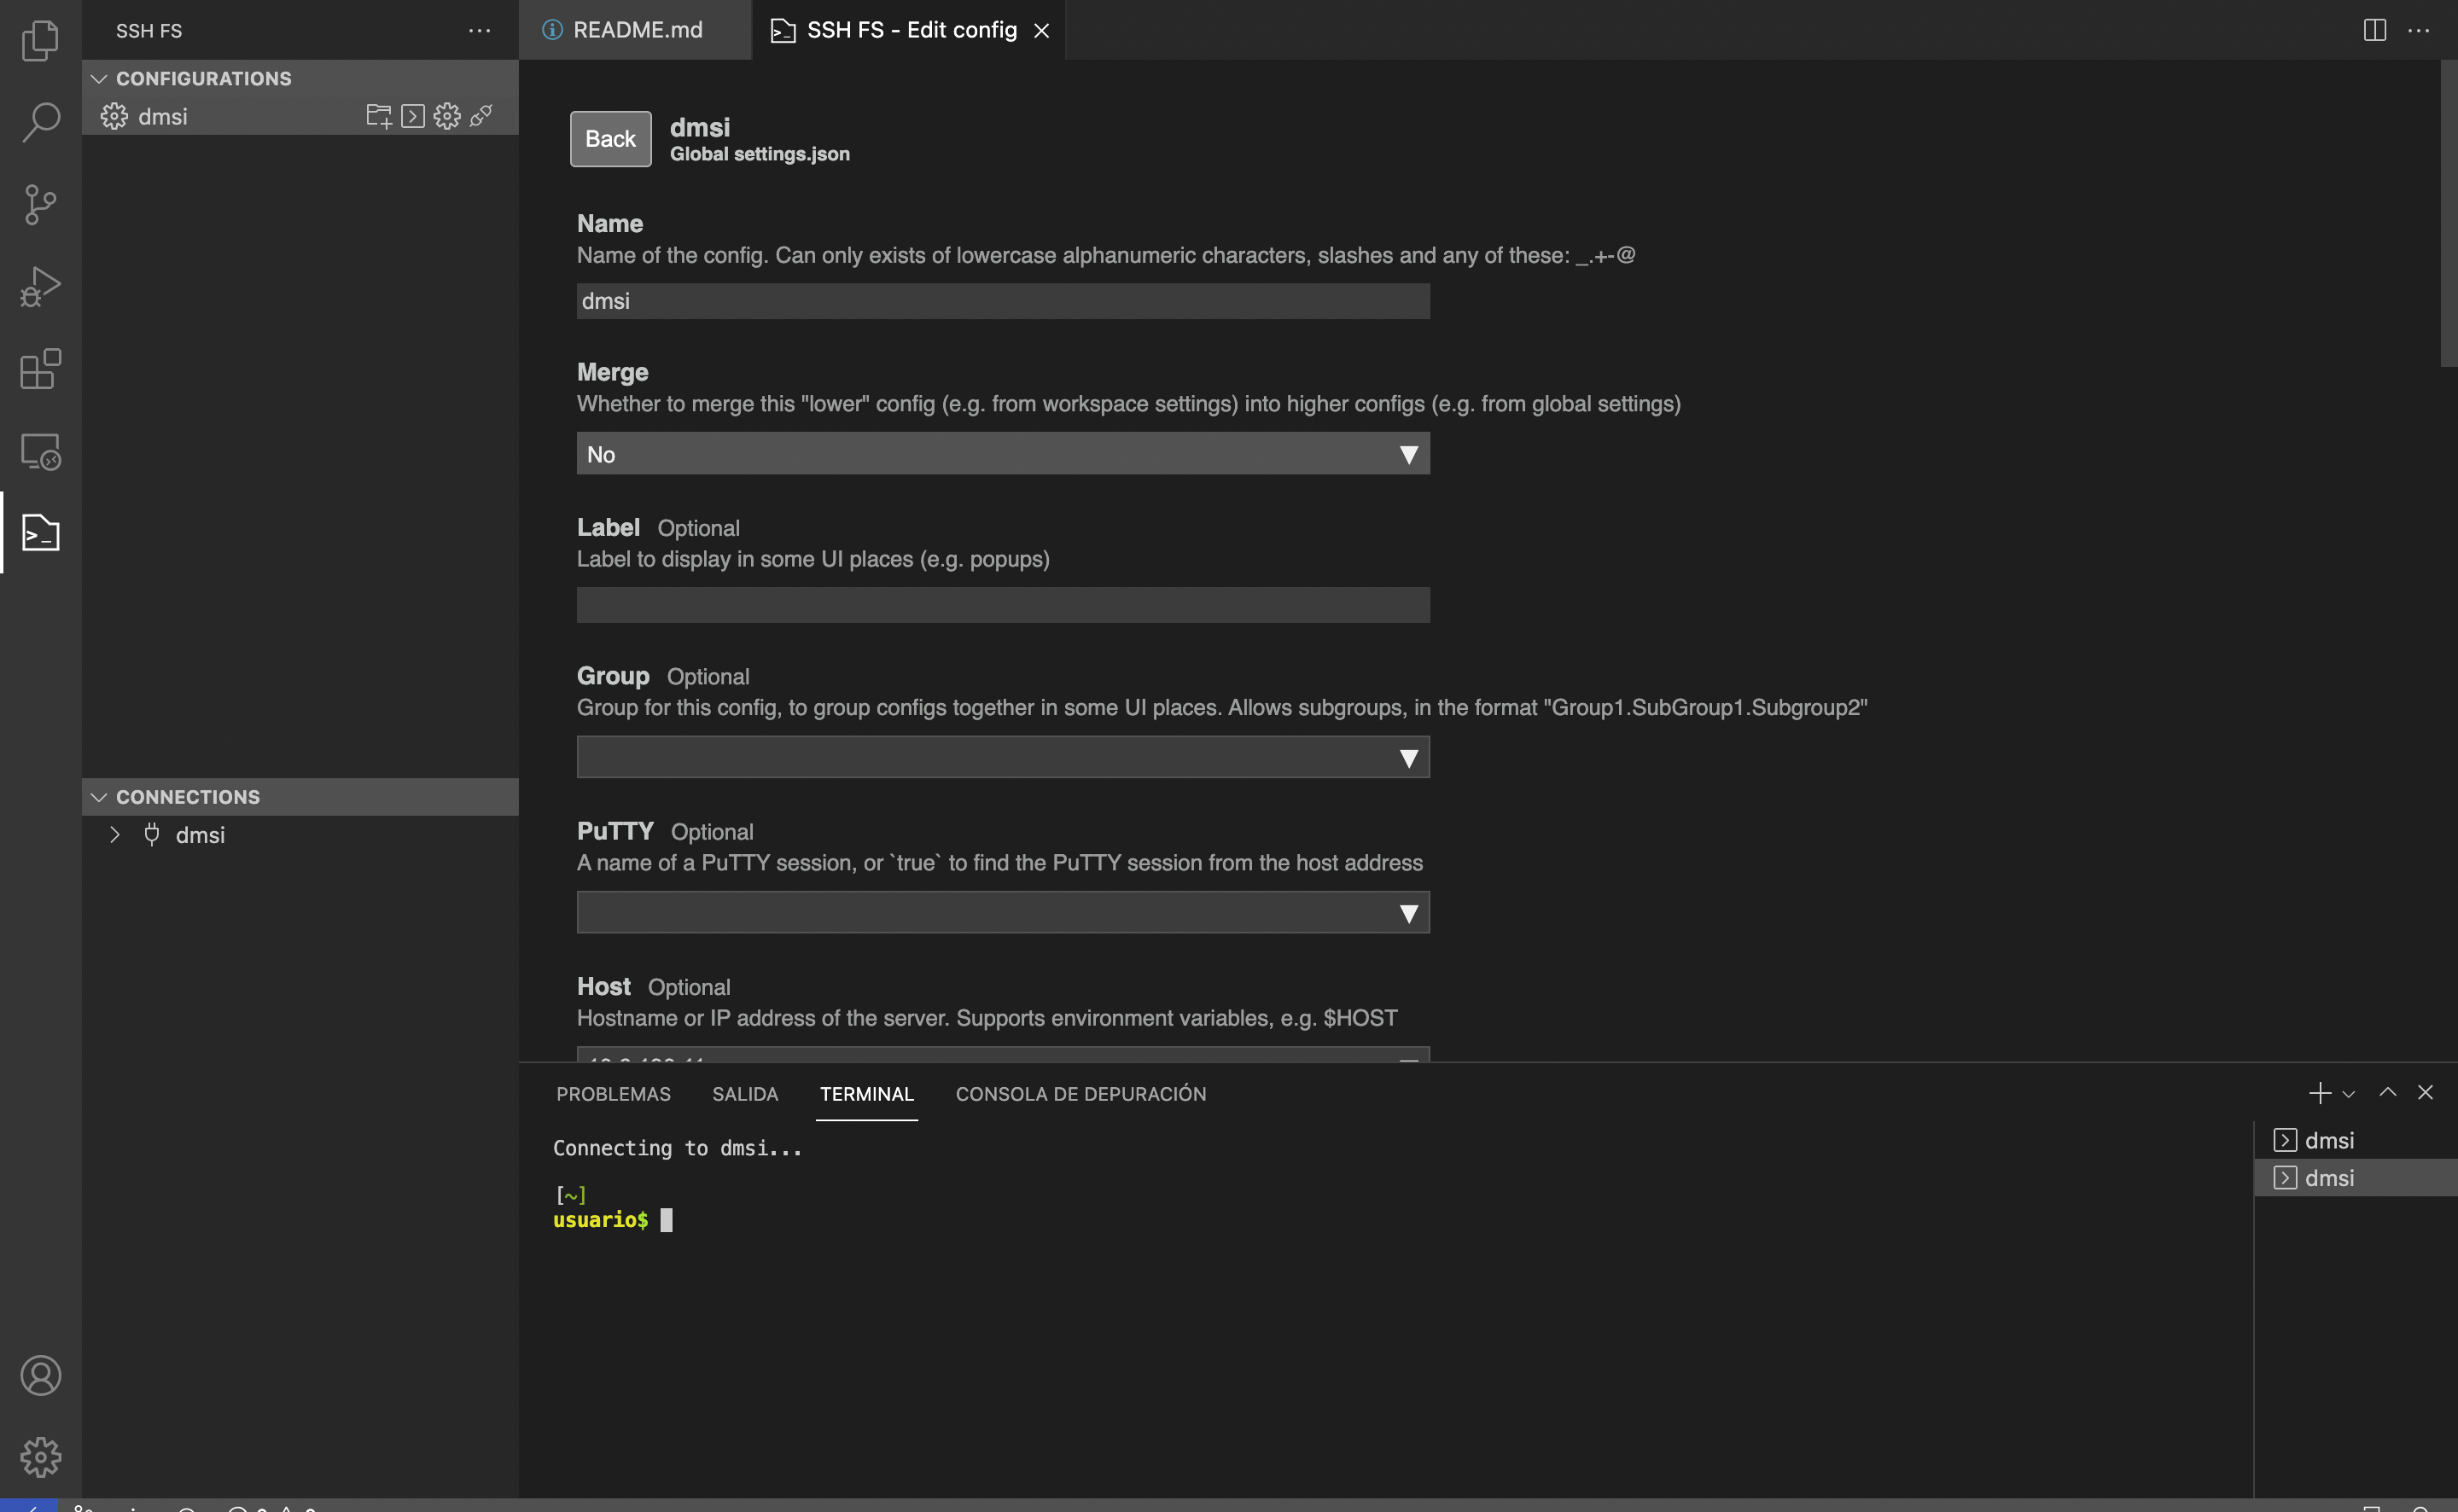 SSH FS
CONFIGURATIONS
dmsi
README.md
SSH FS - Edit config
Back
dmsi
Global settings.json
Name
Name of the config. Can only exists of lowercase alphanumeric characters, slashes and any of these: _.+-@
dmsi
Merge
Whether to merge this "lower" config (e.g. from workspace settings) into higher configs (e.g. from global settings)
No
Label Optional
Label to display in some UI places (e.g. popups)
Group Optional
Group for this config, to group configs together in some UI places. Allows subgroups, in the format "Group1.SubGroup1.Subgroup2"
PuTTY Optional
A name of a PuTTY session, or `true` to find the PuTTY session from the host address
Host Optional
Hostname or IP address of the server. Supports environment variables, e.g. $HOST
CONNECTIONS
dmsi
PROBLEMAS SALIDA TERMINAL CONSOLA DE DEPURACIÓN
Connecting to dmsi...
[~]
usuario$
dmsi
dmsi